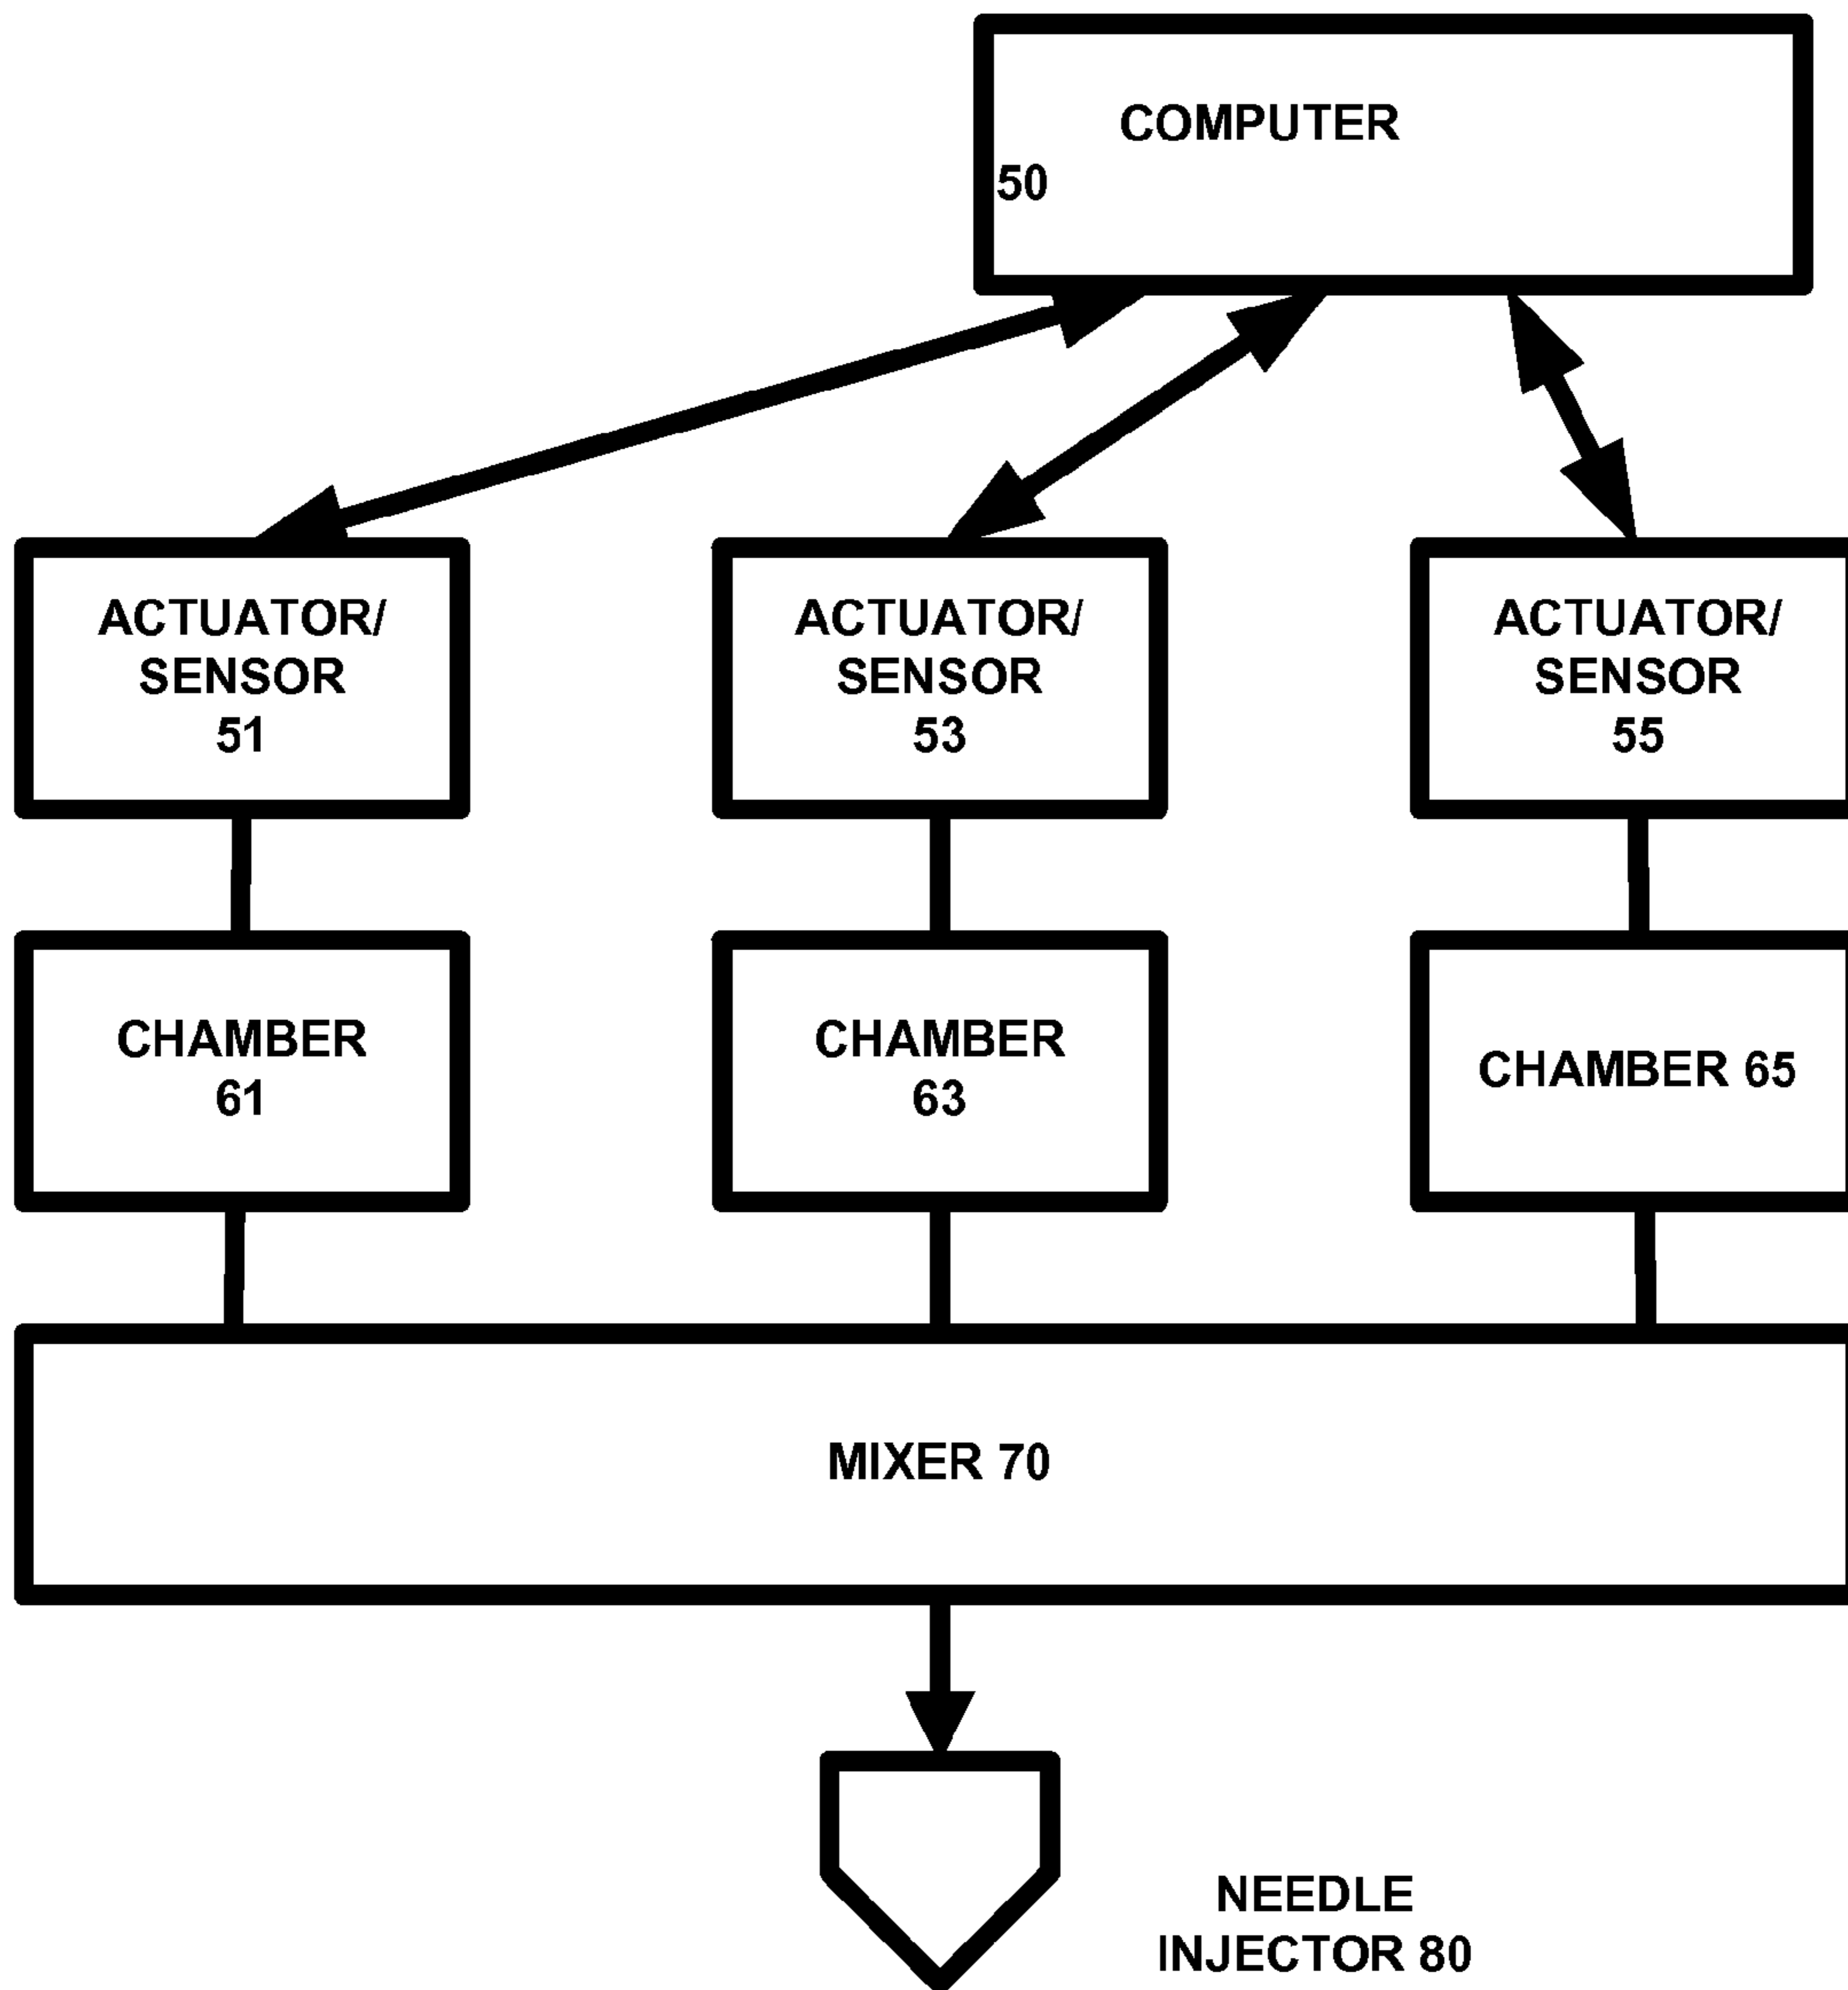 COMPUTER
50
ACTUATOR/
SENSOR
51
ACTUATOR/
SENSOR
53
ACTUATOR/
SENSOR
55
CHAMBER
61
CHAMBER
63
CHAMBER 65
MIXER 70
NEEDLE
INJECTOR 80